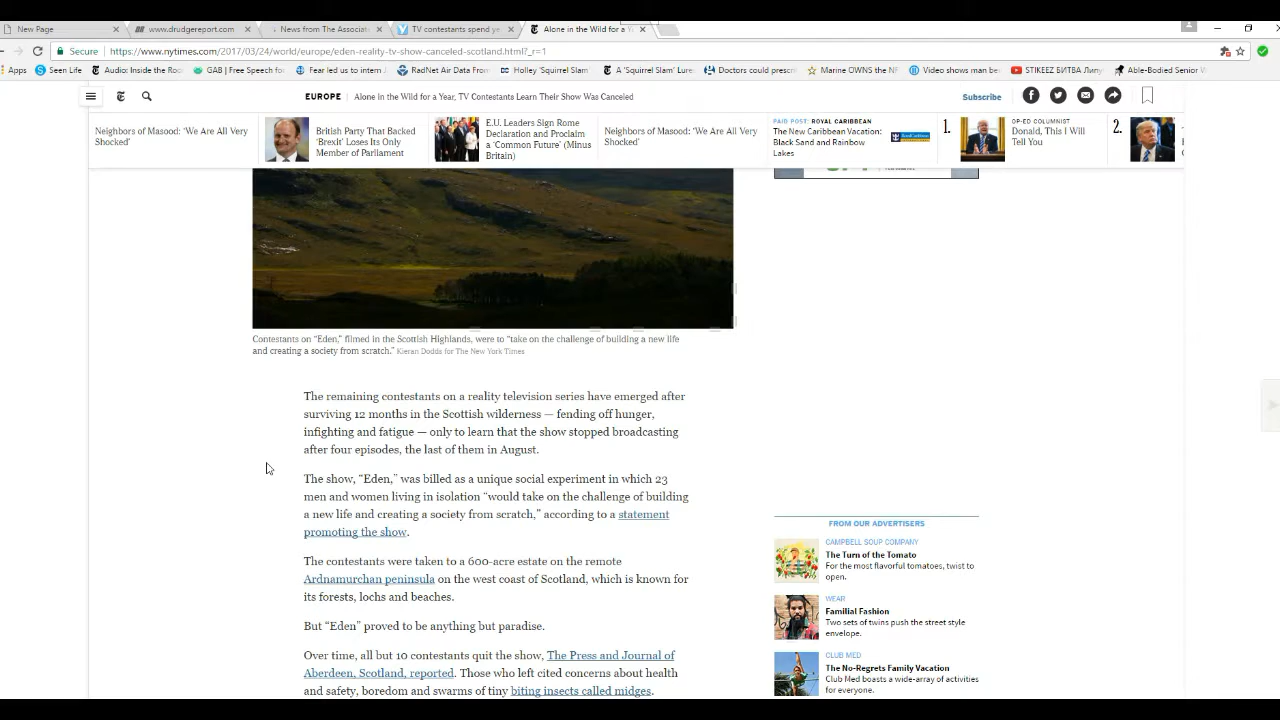 New Page
www.drudgereport.com
News from The Associate
TV contestants spend ye
Alone in the Wild for a
Secure
https://www.nytimes.com/2017/03/24/world/europe/eden-reality-tv-show-canceled-scotland.html?_r=1
Apps
Seen Life
Audio: Inside the Roo
GAB | Free Speech fo
Fear led us to intern
RadNet Air Data From
Holley 'Squirrel Slam
A 'Squirrel Slam' Lure
Doctors could prescr
Marine OWNS the NF
Video shows man be
STIKEEZ БИТВА Липу
Able-Bodied Senior
EUROPE
Alone in the Wild for a Year, TV Contestants Learn Their Show Was Canceled
Subscribe
Neighbors of Masood: 'We Are All Very
Shocked'
British Party That Backed
'Brexit' Loses Its Only
Member of Parliament
E.U. Leaders Sign Rome
Declaration and Proclaim
a 'Common Future' (Minus
Britain)
Neighbors of Masood: 'We Are All Very
Shocked'
PAID POST: ROYAL CARIBBEAN
The New Caribbean Vacation:
Black Sand and Rainbow
Lakes
1.
OP-ED COLUMNIST
Donald, This I Will
Tell You
2.
Contestants on "Eden," filmed in the Scottish Highlands, were to "take on the challenge of building a new life
and creating a society from scratch." Kieran Dodds for The New York Times
The remaining contestants on a reality television series have emerged after
surviving 12 months in the Scottish wilderness — fending off hunger,
infighting and fatigue — only to learn that the show stopped broadcasting
after four episodes, the last of them in August.
The show, "Eden," was billed as a unique social experiment in which 23
men and women living in isolation "would take on the challenge of building
a new life and creating a society from scratch," according to a statement
promoting the show.
The contestants were taken to a 600-acre estate on the remote
Ardnamurchan peninsula on the west coast of Scotland, which is known for
its forests, lochs and beaches.
But "Eden" proved to be anything but paradise.
Over time, all but 10 contestants quit the show, The Press and Journal of
Aberdeen, Scotland, reported. Those who left cited concerns about health
and safety, boredom and swarms of tiny biting insects called midges.
FROM OUR ADVERTISERS
CAMPBELL SOUP COMPANY
The Turn of the Tomato
For the most flavorful tomatoes, twist to
open.
WEAR
Familial Fashion
Two sets of twins push the street style
envelope.
CLUB MED
The No-Regrets Family Vacation
Club Med boasts a wide-array of activities
for everyone.